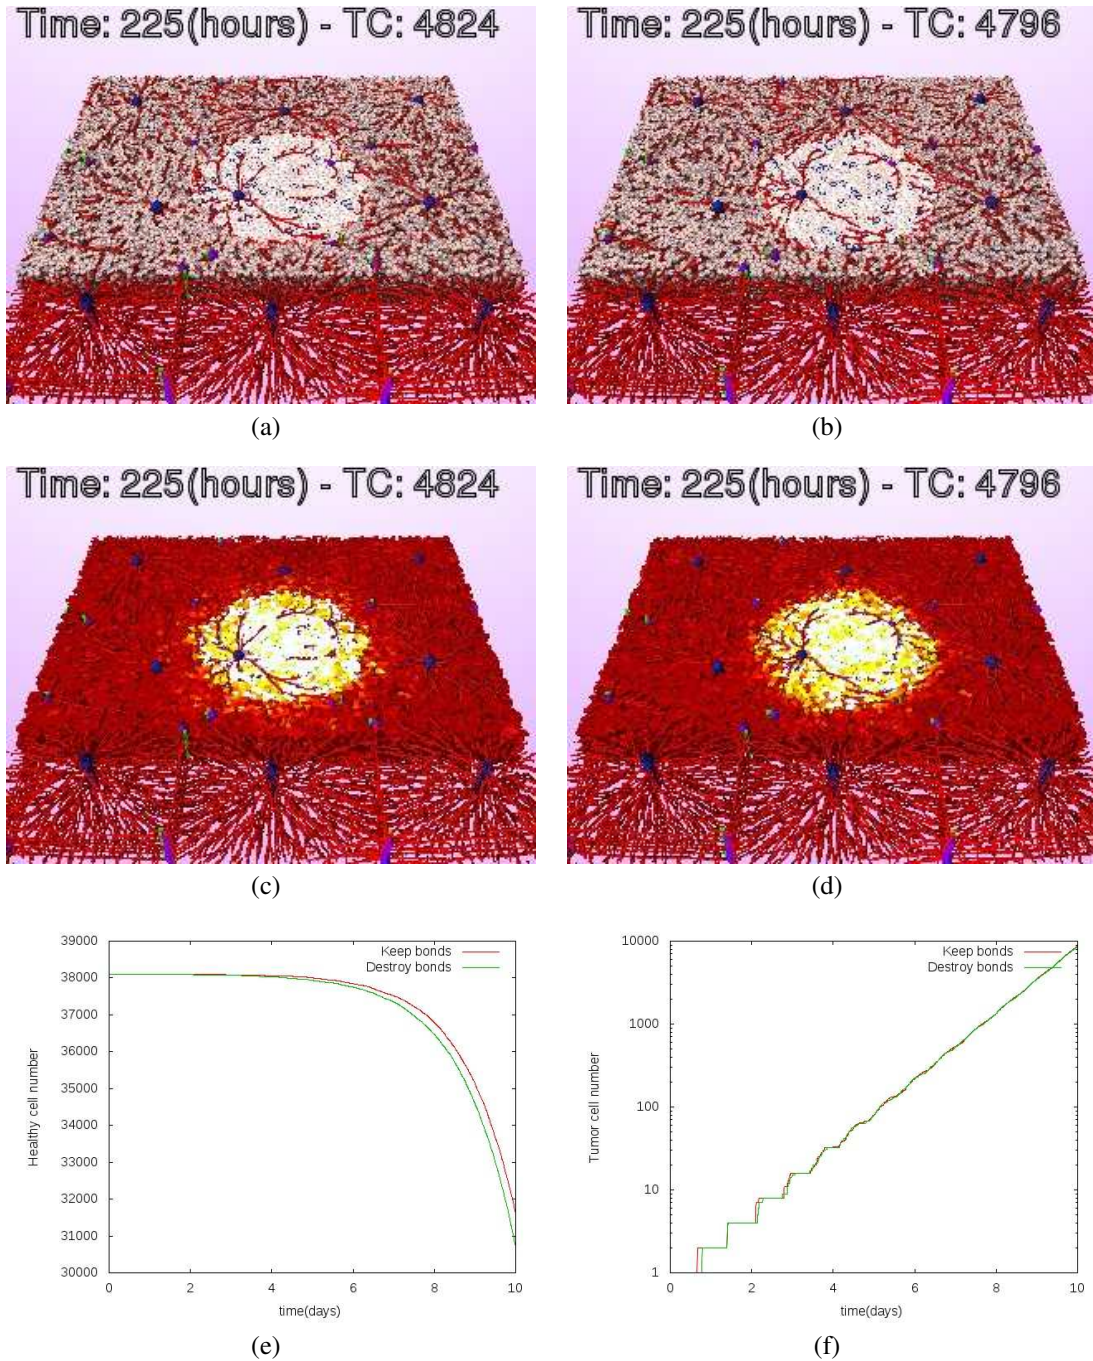 Time: 225(hours) - TC: 4824
Time: 225(hours) - TC: 4796
(a)
(b)
Time: 225(hours) - TC: 4824
Time: 225(hours) - TC: 4796
(c)
(d)
39000
38000
37000
36000
35000
34000
33000
32000
31000
30000
Healthy cell number
Keep bonds
Destroy bonds
0 2 4 6 8 10
time(days)
10000
1000
100
10
1
Tumor cell number
Keep bonds
Destroy bonds
0 2 4 6 8 10
time(days)
(e)
(f)